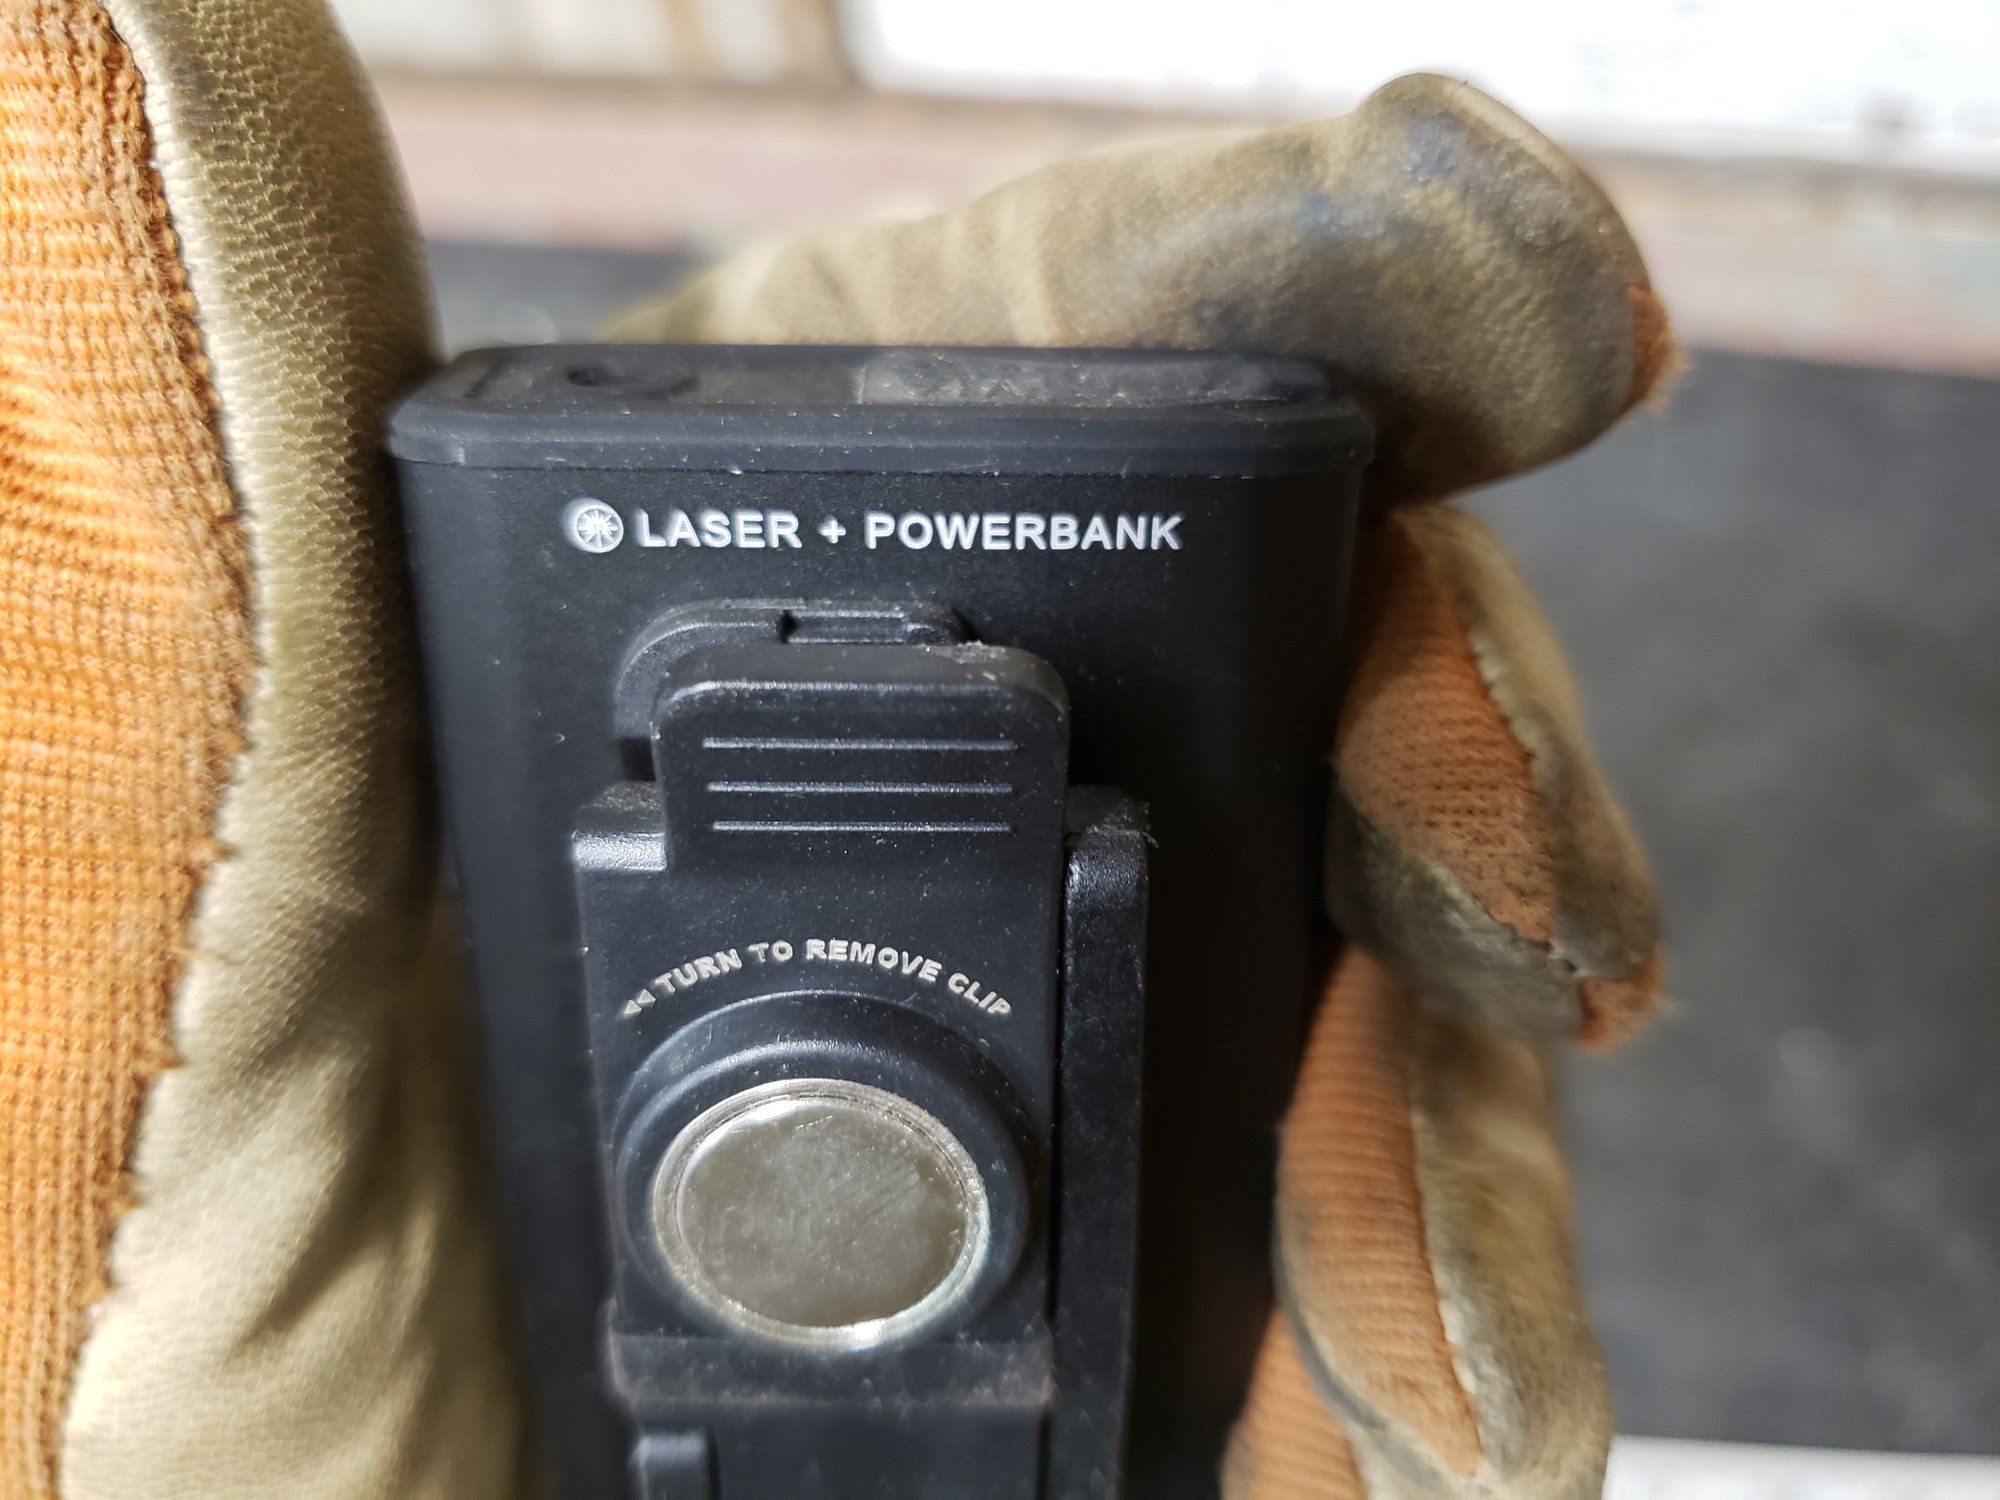 LASER + POWERBANK
◀◀ TURN TO REMOVE CLIP